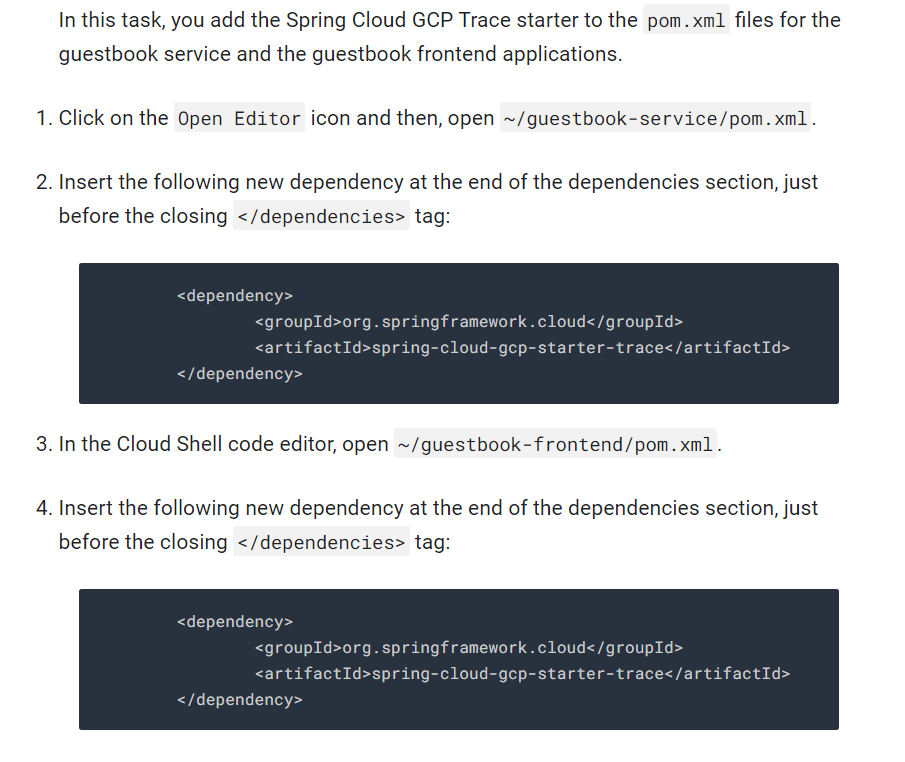 In this task, you add the Spring Cloud GCP Trace starter to the pom.xml files for the
guestbook service and the guestbook frontend applications.
1. Click on the Open Editor icon and then, open ~/guestbook-service/pom.xml.
2. Insert the following new dependency at the end of the dependencies section, just
before the closing </dependencies> tag:
<dependency>
<groupId>org.springframework.cloud</groupId>
<artifactId>spring-cloud-gcp-starter-trace</artifactId>
</dependency>
3. In the Cloud Shell code editor, open ~/guestbook-frontend/pom.xml.
4. Insert the following new dependency at the end of the dependencies section, just
before the closing </dependencies> tag:
<dependency>
<groupId>org.springframework.cloud</groupId>
<artifactId>spring-cloud-gcp-starter-trace</artifactId>
</dependency>